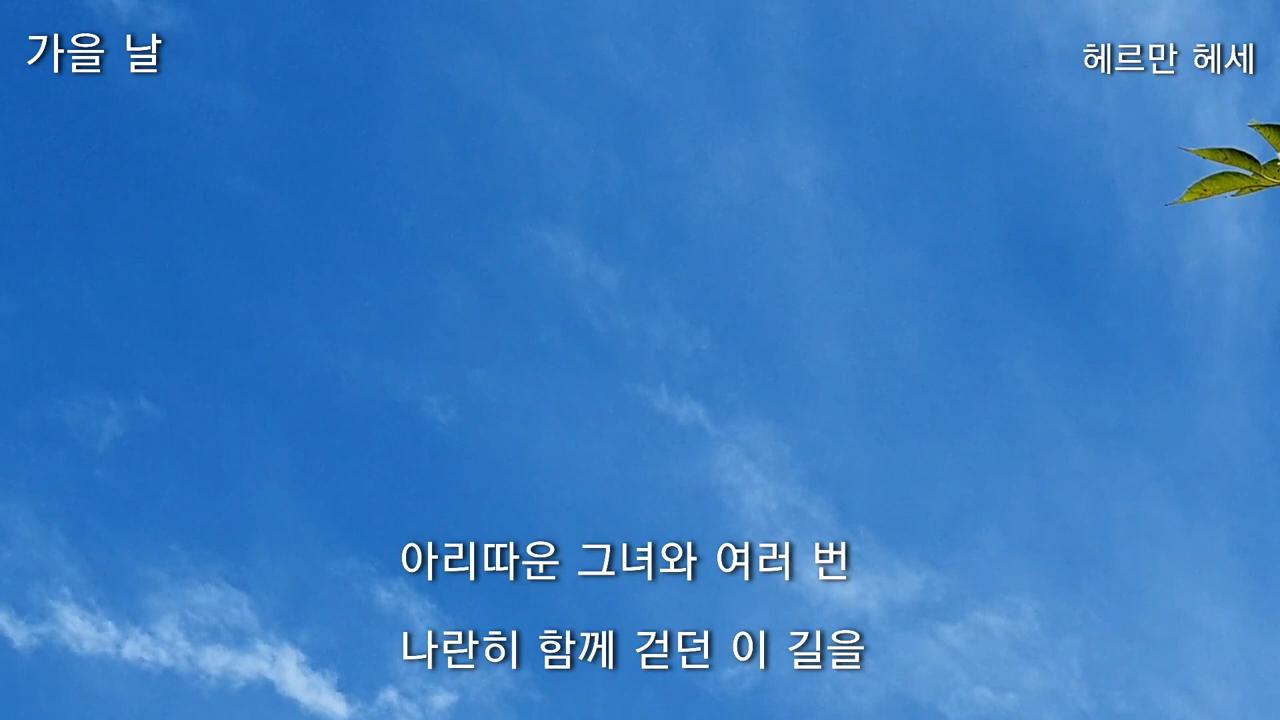 가을 날
헤르만 헤세
아리따운 그녀와 여러 번
나란히 함께 걷던 이 길을